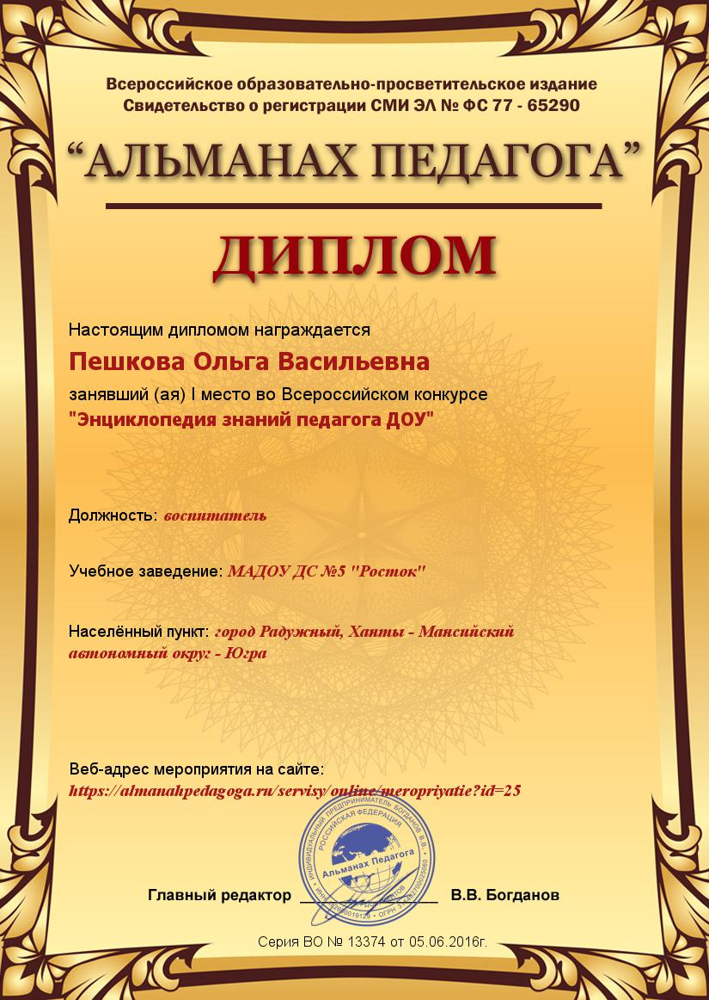 Всероссийское образовательно-просветительское издание
Свидетельство о регистрации СМИ ЭЛ № ФС 77 - 65290
“АЛЬМАНАХ ПЕДАГОГА”
ДИПЛОМ
Настоящим дипломом награждается
Пешкова Ольга Васильевна
занявший (ая) I место во Всероссийском конкурсе
"Энциклопедия знаний педагога ДОУ"
Должность: воспитатель
Учебное заведение: МАДОУ ДС №5 "Росток"
Населённый пункт: город Радужный, Ханты - Мансийский
автономный округ - Югра
Веб-адрес мероприятия на сайте:
https://almanahpedagoga.ru/servisy/online/meropriyatie?id=25
ИНДИВИДУАЛЬНЫЙ ПРЕДПРИНИМАТЕЛЬ БОГДАНОВ В.В.
РОССИЙСКАЯ ФЕДЕРАЦИЯ
Альманах Педагога
Главный редактор В.В. Богданов
Серия ВО № 13374 от 05.06.2016г.